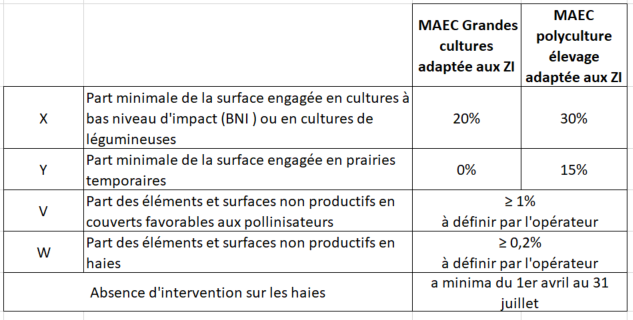 MAEC Grandes
cultures
adaptée aux ZI
MAEC
polyculture
élevage
adaptée aux ZI
X
Part minimale de la surface engagée en cultures à
bas niveau d'impact (BNI ) ou en cultures de
légumineuses
20%
30%
Y
Part minimale de la surface engagée en prairies
temporaires
0%
15%
V
Part des éléments et surfaces non productifs en
couverts favorables aux pollinisateurs
≥ 1%
à définir par l'opérateur
W
Part des éléments et surfaces non productifs en
haies
≥ 0,2%
à définir par l'opérateur
Absence d'intervention sur les haies
a minima du 1er avril au 31
juillet